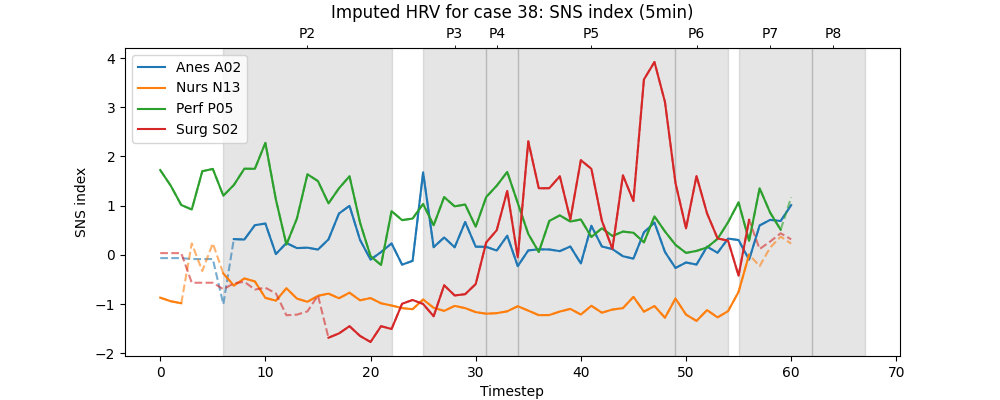 Imputed HRV for case 38: SNS index (5min)
P2 P3 P4 P5 P6 P7 P8
Anes A02
Nurs N13
Perf P05
Surg S02
SNS index
4
3
2
1
0
−1
−2
0 10 20 30 40 50 60 70
Timestep